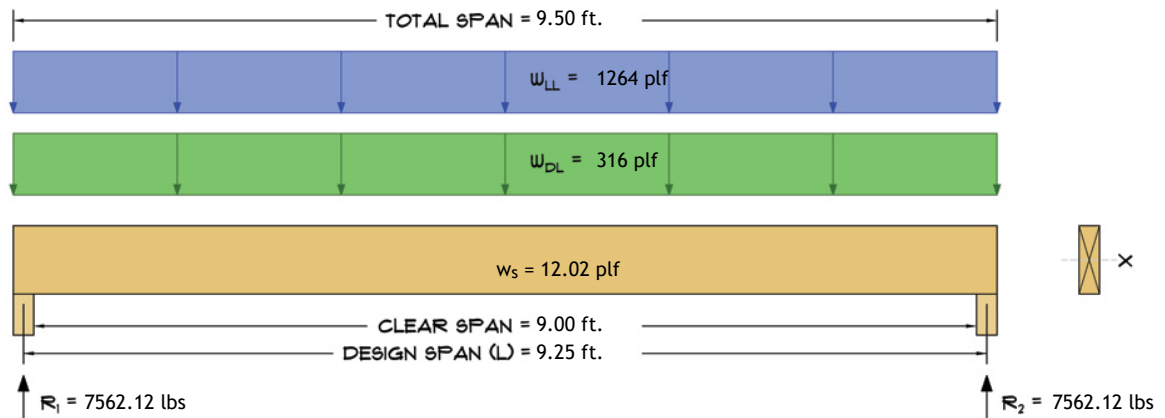 TOTAL SPAN = 9.50 ft.
wLL = 1264 plf
wDL = 316 plf
ws = 12.02 plf
X
CLEAR SPAN = 9.00 ft.
DESIGN SPAN (L) = 9.25 ft.
R1 = 7562.12 lbs
R2 = 7562.12 lbs